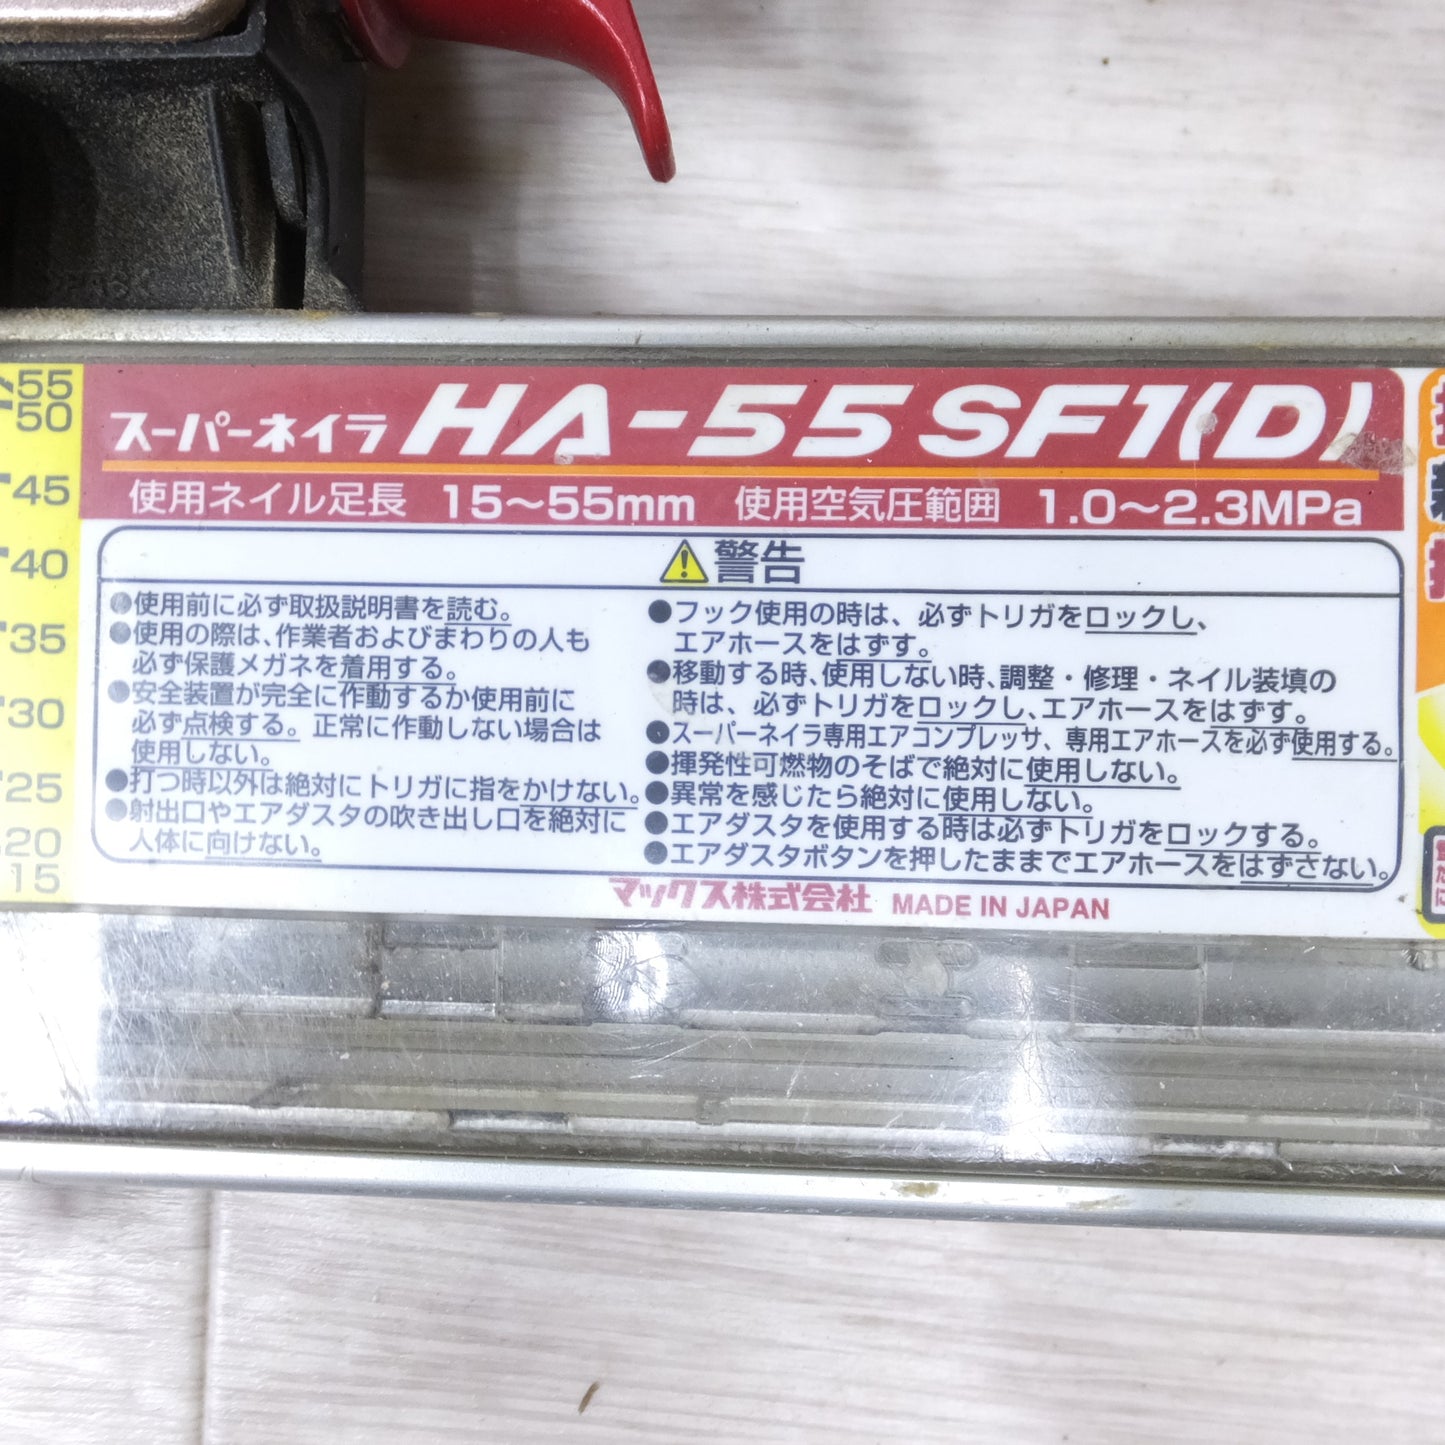 55
50
45
40
35
30
25
20
15
スーパーネイラ HA-55SF1(D)
使用ネイル足長 15～55mm 使用空気圧範囲 1.0～2.3MPa
警告
●使用前に必ず取扱説明書を読む。
●使用の際は、作業者およびまわりの人も
必ず保護メガネを着用する。
●安全装置が完全に作動するか使用前に
必ず点検する。正常に作動しない場合は
使用しない。
●打つ時以外は絶対にトリガに指をかけない。
●射出口やエアダスタの吹き出し口を絶対に
人体に向けない。
●フック使用の時は、必ずトリガをロックし、
エアホースをはずす。
●移動する時、使用しない時、調整・修理・ネイル装填の
時は、必ずトリガをロックし、エアホースをはずす。
●スーパーネイラ専用エアコンプレッサ、専用エアホースを必ず使用する。
●揮発性可燃物のそばで絶対に使用しない。
●異常を感じたら絶対に使用しない。
●エアダスタを使用する時は必ずトリガをロックする。
●エアダスタボタンを押したままでエアホースをはずさない。
マックス株式会社 MADE IN JAPAN